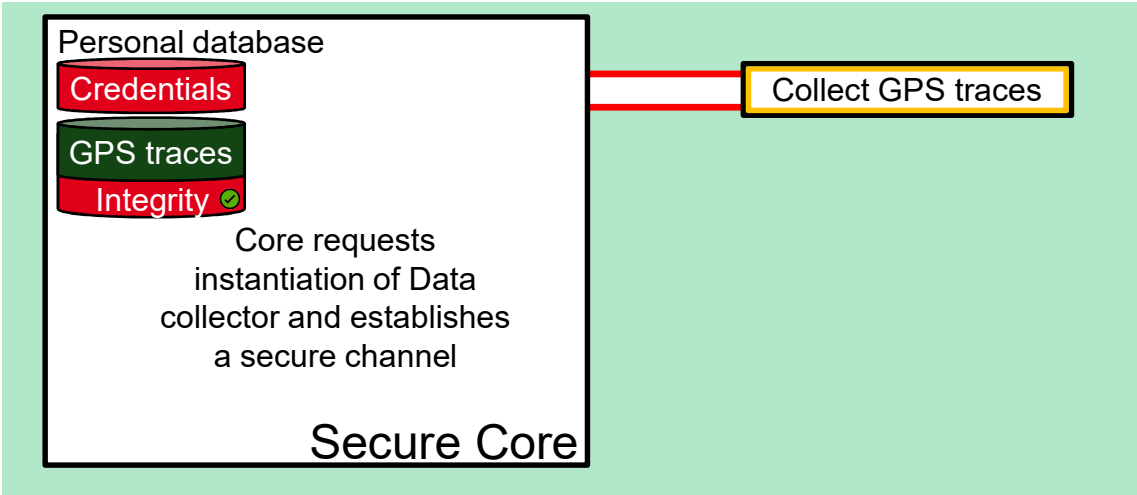 Personal database
Credentials
GPS traces
Integrity
Core requests
instantiation of Data
collector and establishes
a secure channel
Secure Core
Collect GPS traces